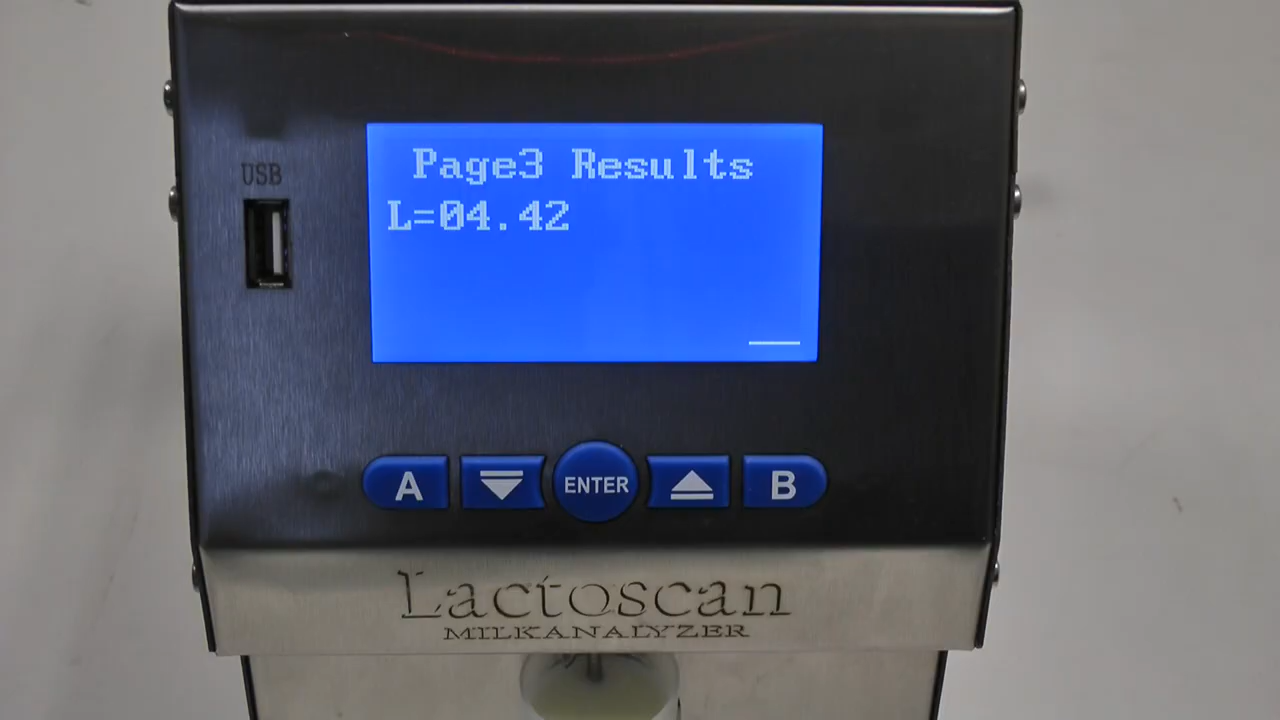 USB
Page3 Results
L=04.42
A
ENTER
B
Lactoscan
MILKANALYZER